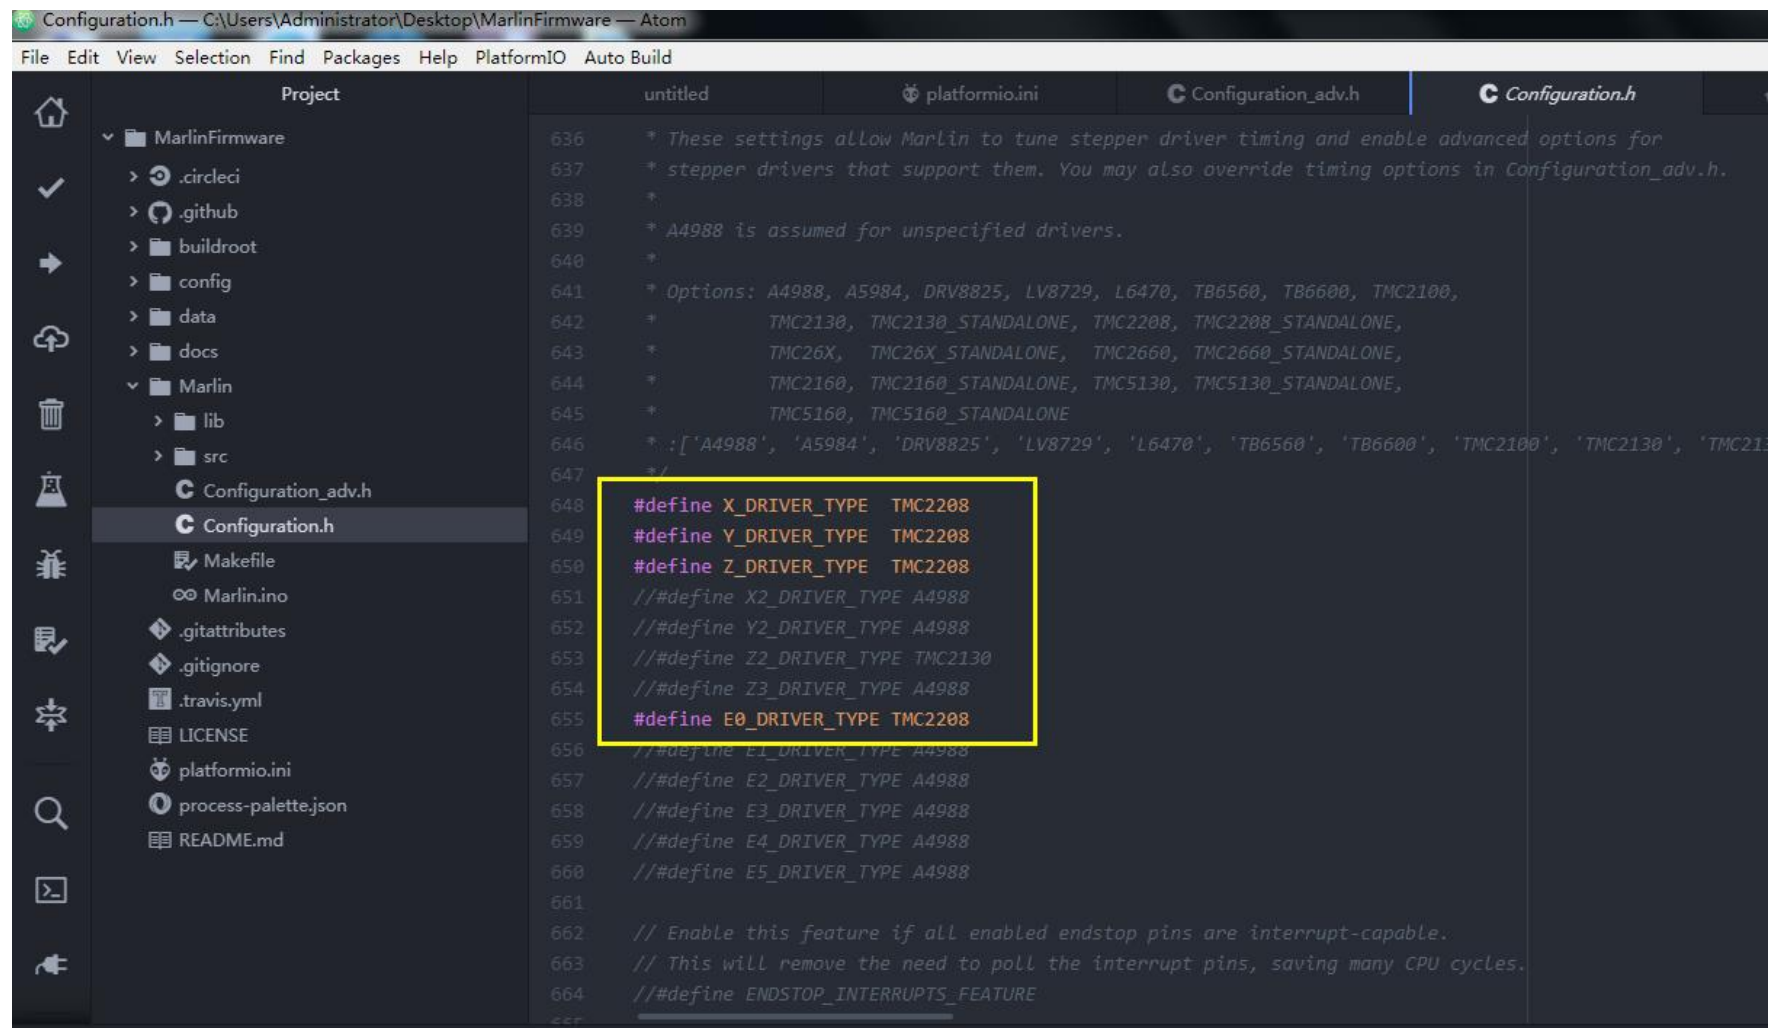 Configuration.h — C:\Users\Administrator\Desktop\MarlinFirmware — Atom
File Edit View Selection Find Packages Help PlatformIO Auto Build
Project
MarlinFirmware
.circleci
.github
buildroot
config
data
docs
Marlin
lib
src
Configuration_adv.h
Configuration.h
Makefile
Marlin.ino
.gitattributes
.gitignore
.travis.yml
LICENSE
platformio.ini
process-palette.json
README.md
untitled platformio.ini Configuration_adv.h Configuration.h
636 * These settings allow Marlin to tune stepper driver timing and enable advanced options for
637 * stepper drivers that support them. You may also override timing options in Configuration_adv.h.
638 *
639 * A4988 is assumed for unspecified drivers.
640 *
641 * Options: A4988, A5984, DRV8825, LV8729, L6470, TB6560, TB6600, TMC2100,
642 * TMC2130, TMC2130_STANDALONE, TMC2208, TMC2208_STANDALONE,
643 * TMC26X, TMC26X_STANDALONE, TMC2660, TMC2660_STANDALONE,
644 * TMC2160, TMC2160_STANDALONE, TMC5130, TMC5130_STANDALONE,
645 * TMC5160, TMC5160_STANDALONE
646 * :['A4988', 'A5984', 'DRV8825', 'LV8729', 'L6470', 'TB6560', 'TB6600', 'TMC2100', 'TMC2130', 'TMC213
647 */
648 #define X_DRIVER_TYPE TMC2208
649 #define Y_DRIVER_TYPE TMC2208
650 #define Z_DRIVER_TYPE TMC2208
651 //#define X2_DRIVER_TYPE A4988
652 //#define Y2_DRIVER_TYPE A4988
653 //#define Z2_DRIVER_TYPE TMC2130
654 //#define Z3_DRIVER_TYPE A4988
655 #define E0_DRIVER_TYPE TMC2208
656 //#define E1_DRIVER_TYPE A4988
657 //#define E2_DRIVER_TYPE A4988
658 //#define E3_DRIVER_TYPE A4988
659 //#define E4_DRIVER_TYPE A4988
660 //#define E5_DRIVER_TYPE A4988
661
662 // Enable this feature if all enabled endstop pins are interrupt-capable.
663 // This will remove the need to poll the interrupt pins, saving many CPU cycles.
664 //#define ENDSTOP_INTERRUPTS_FEATURE